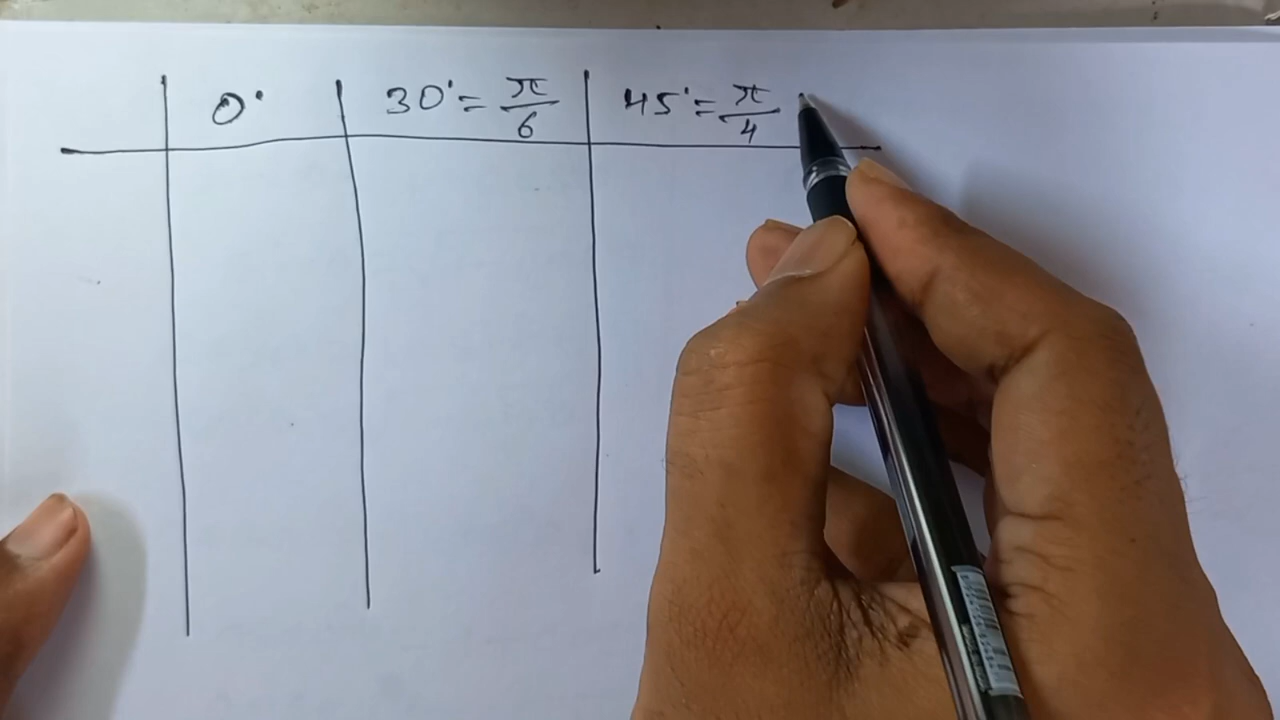 0° 30° = π/6 45° = π/4